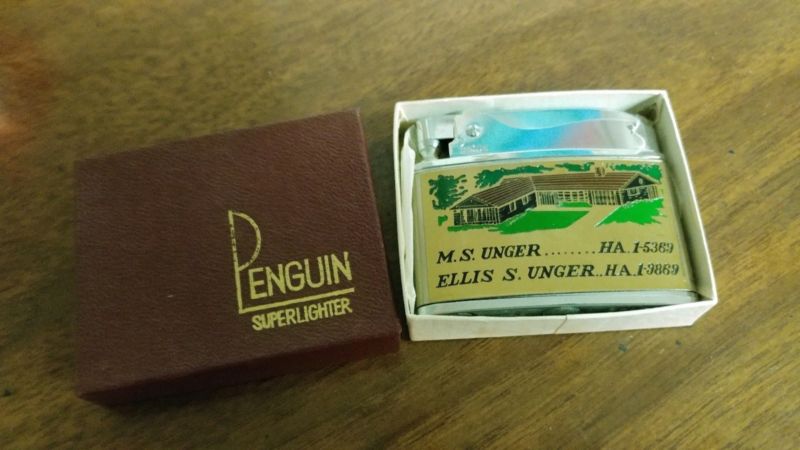 PENGUIN
SUPERLIGHTER
M.S. UNGER........HA.1-5369
ELLIS S. UNGER..HA.1-9869